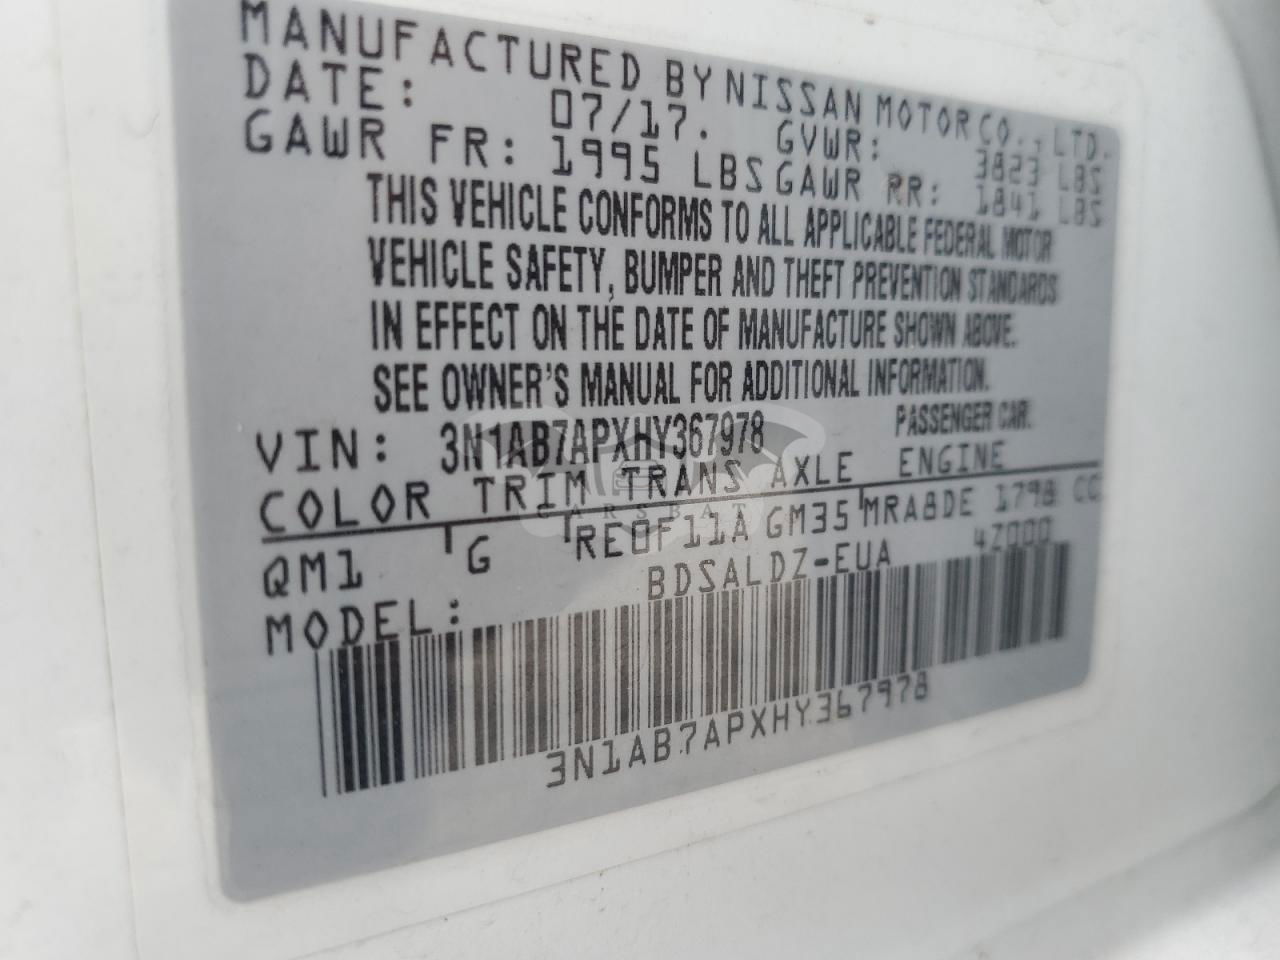 MANUFACTURED BY NISSAN MOTOR CO., LTD.
DATE: 07/17. GVWR: 3823 LBS
GAWR FR: 1995 LBS GAWR RR: 1841 LBS
THIS VEHICLE CONFORMS TO ALL APPLICABLE FEDERAL MOTOR
VEHICLE SAFETY, BUMPER AND THEFT PREVENTION STANDARDS
IN EFFECT ON THE DATE OF MANUFACTURE SHOWN ABOVE.
SEE OWNER'S MANUAL FOR ADDITIONAL INFORMATION.
VIN: 3N1AB7APXHY367978 PASSENGER CAR.
COLOR TRIM TRANS AXLE ENGINE
QM1 G RE0F11A GM35 MRA8DE 1798 CC
MODEL: BDSALDZ-EUA 4Z000
3N1AB7APXHY367978
CARSBAT